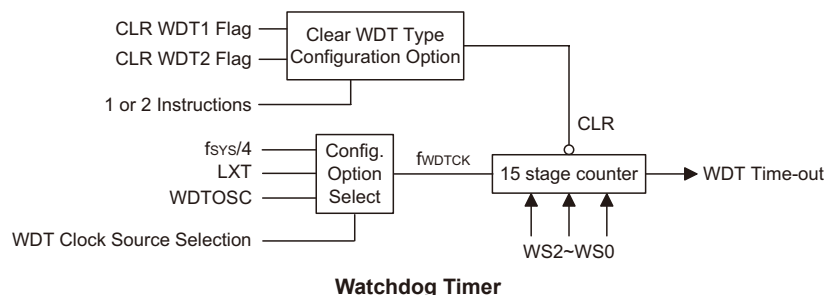 CLR WDT1 Flag
CLR WDT2 Flag
Clear WDT Type
Configuration Option
1 or 2 Instructions
CLR
fSYS/4
LXT
WDTOSC
Config.
Option
Select
fWDTCK
15 stage counter
WDT Time-out
WDT Clock Source Selection
WS2~WS0
Watchdog Timer